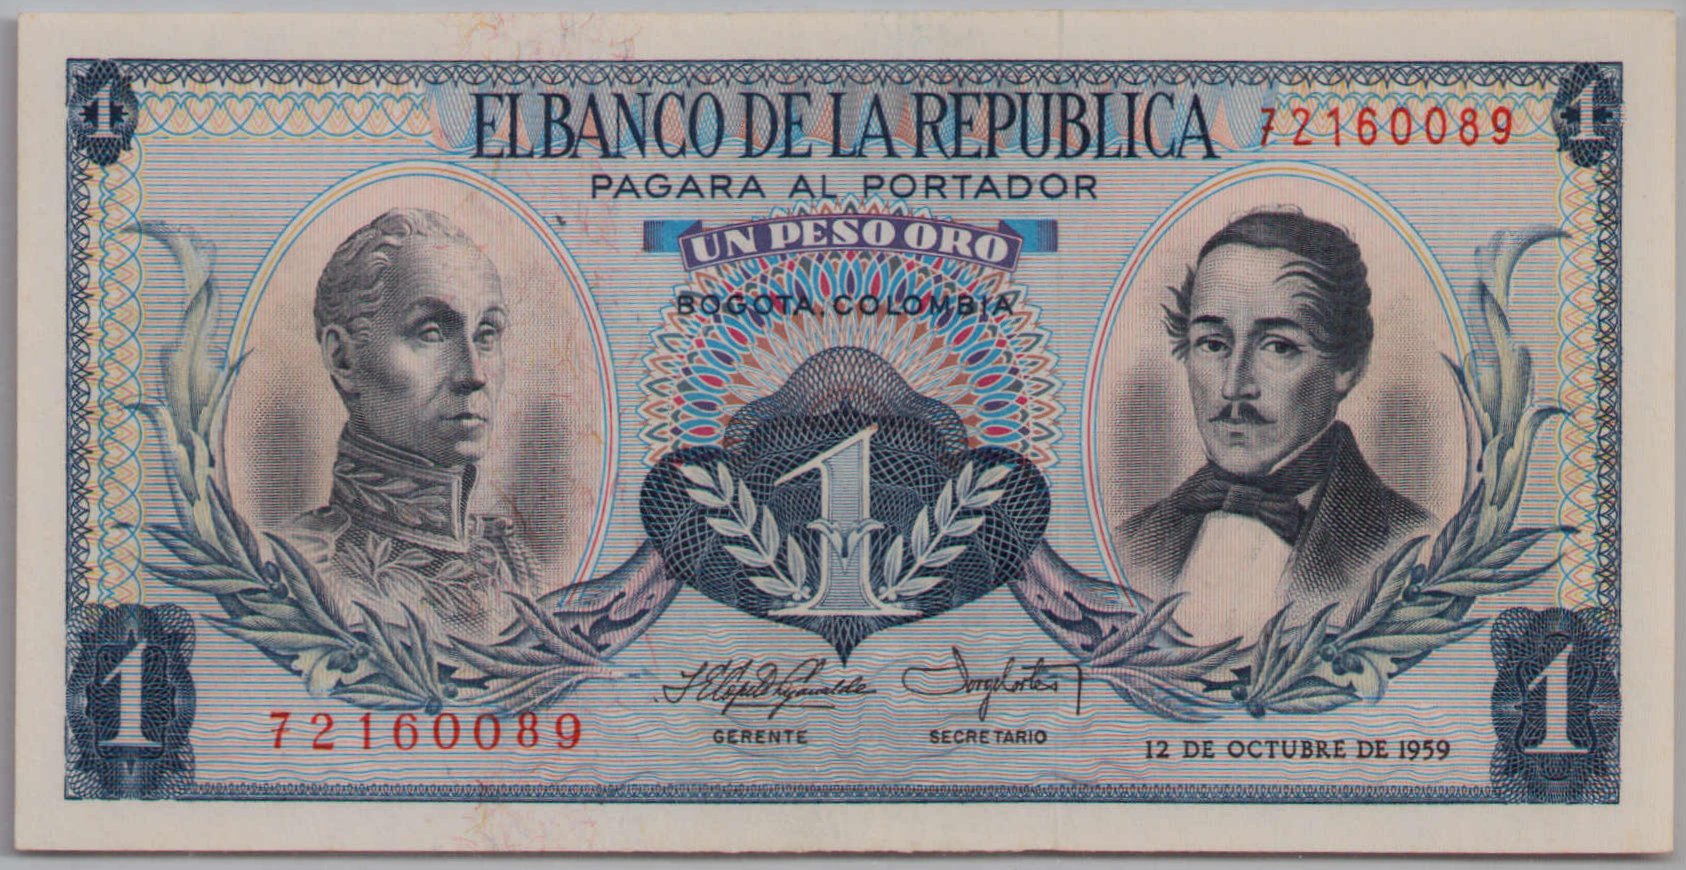 1
1
EL BANCO DE LA REPUBLICA
72160089
PAGARA AL PORTADOR
UN PESO ORO
BOGOTA, COLOMBIA
1
72160089
GERENTE
SECRETARIO
12 DE OCTUBRE DE 1959
1
1